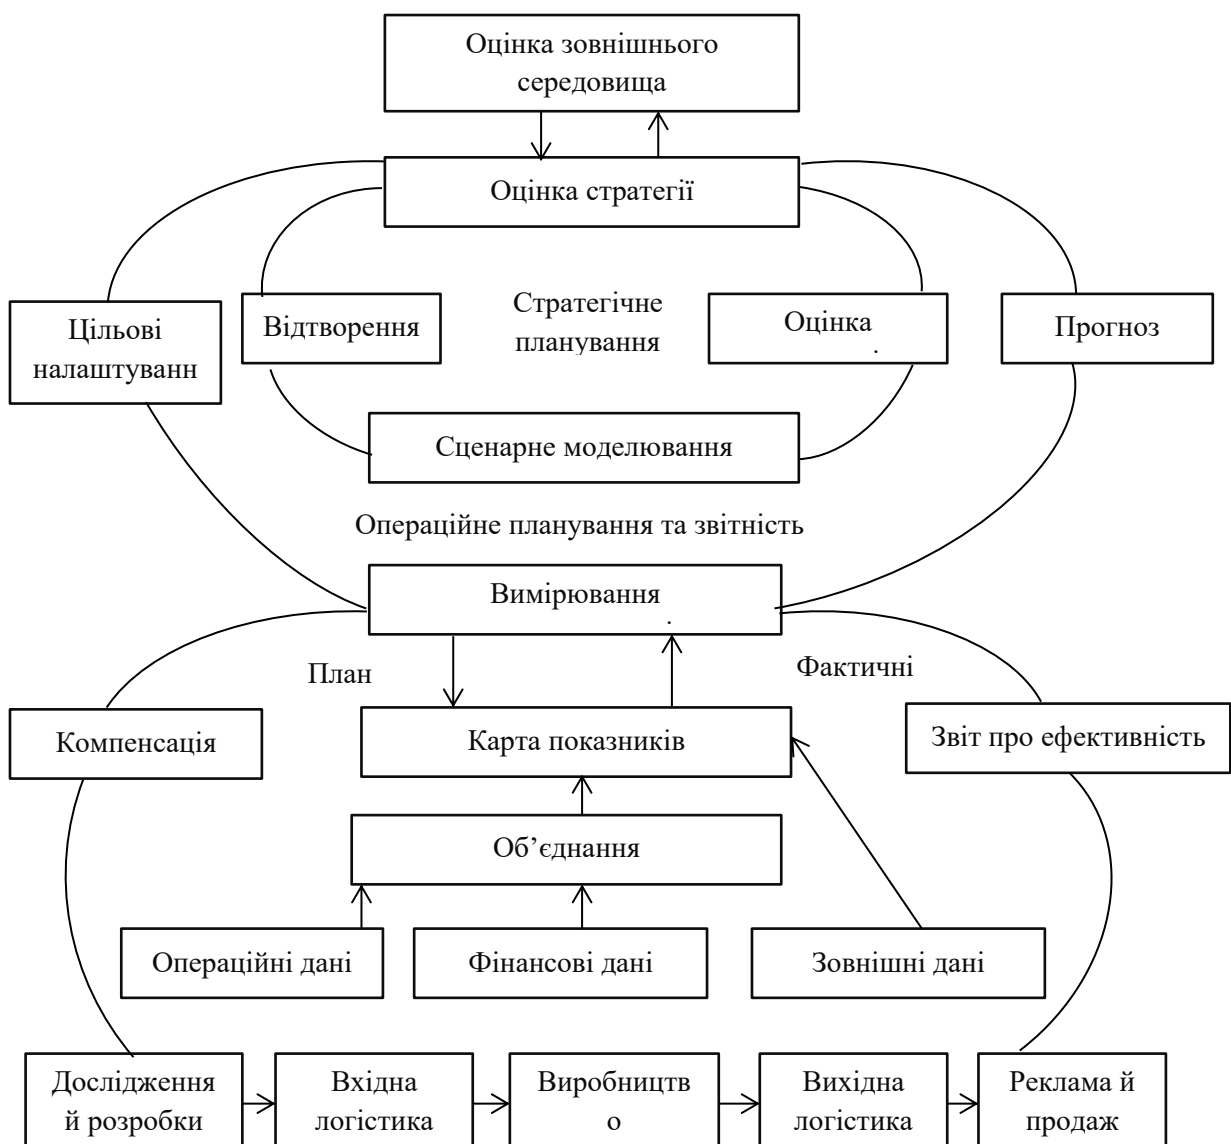 Оцінка зовнішнього
середовища
Оцінка стратегії
Цільові
налаштуванн
Відтворення
Стратегічне
планування
Оцінка
Прогноз
Сценарне моделювання
Операційне планування та звітність
Вимірювання
План
Фактичні
Компенсація
Карта показників
Звіт про ефективність
Об’єднання
Операційні дані
Фінансові дані
Зовнішні дані
Дослідження
й розробки
Вхідна
логістика
Виробництв
о
Вихідна
логістика
Реклама й
продаж